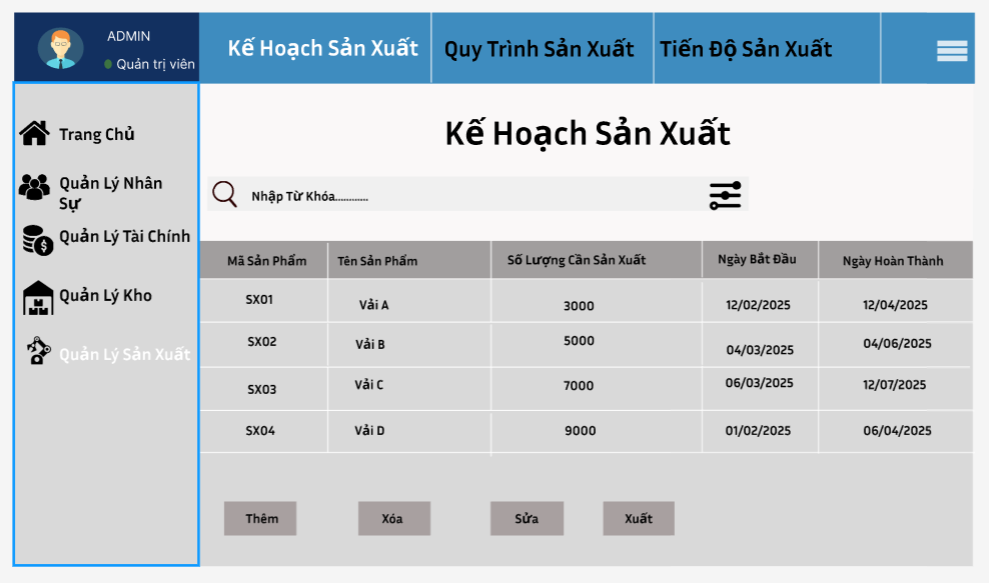 ADMIN
Quản trị viên
Kế Hoạch Sản Xuất
Quy Trình Sản Xuất
Tiến Độ Sản Xuất
Trang Chủ
Quản Lý Nhân
Sự
Quản Lý Tài Chính
Quản Lý Kho
Quản Lý Sản Xuất
Kế Hoạch Sản Xuất
Nhập Từ Khóa............
Mã Sản Phẩm Tên Sản Phẩm Số Lượng Cần Sản Xuất Ngày Bắt Đầu Ngày Hoàn Thành
SX01 Vải A 3000 12/02/2025 12/04/2025
SX02 Vải B 5000 04/03/2025 04/06/2025
SX03 Vải C 7000 06/03/2025 12/07/2025
SX04 Vải D 9000 01/02/2025 06/04/2025
Thêm Xóa Sửa Xuất